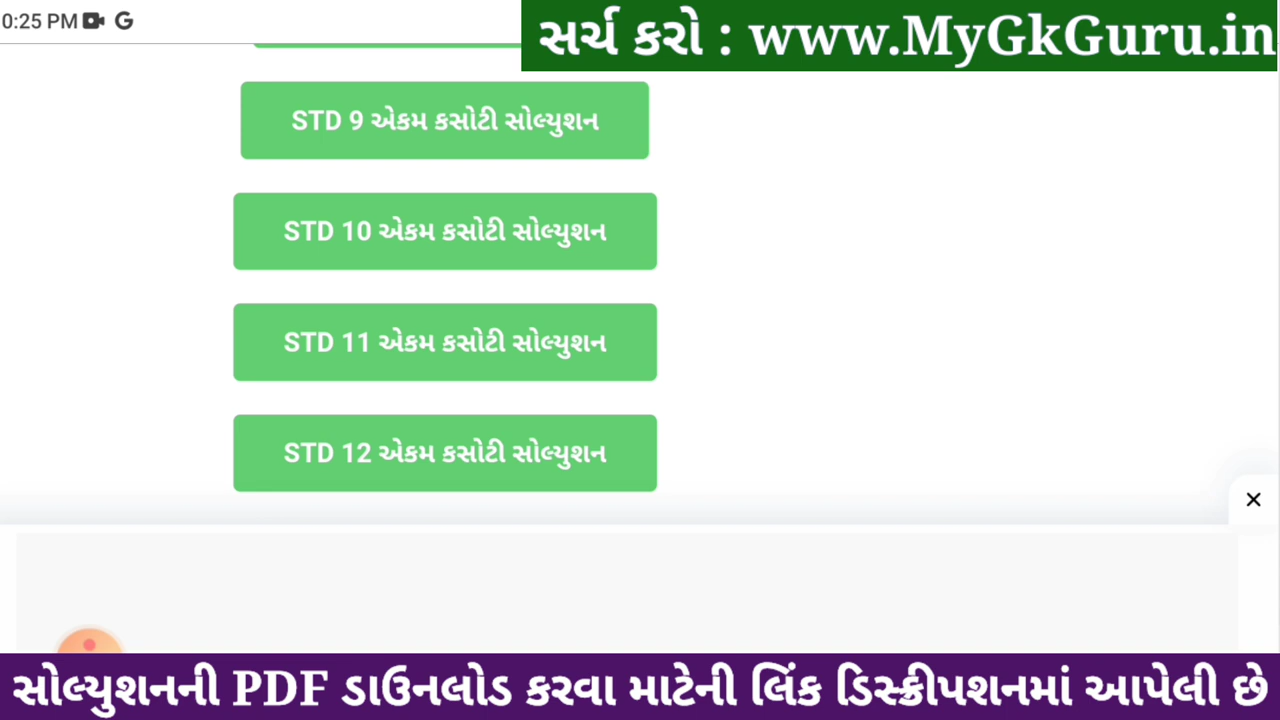 0:25 PM
સર્ચ કરો : www.MyGkGuru.in
STD 9 એકમ કસોટી સોલ્યુશન
STD 10 એકમ કસોટી સોલ્યુશન
STD 11 એકમ કસોટી સોલ્યુશન
STD 12 એકમ કસોટી સોલ્યુશન
સોલ્યુશનની PDF ડાઉનલોડ કરવા માટેની લિંક ડિસ્ક્રીપશનમાં આપેલી છે